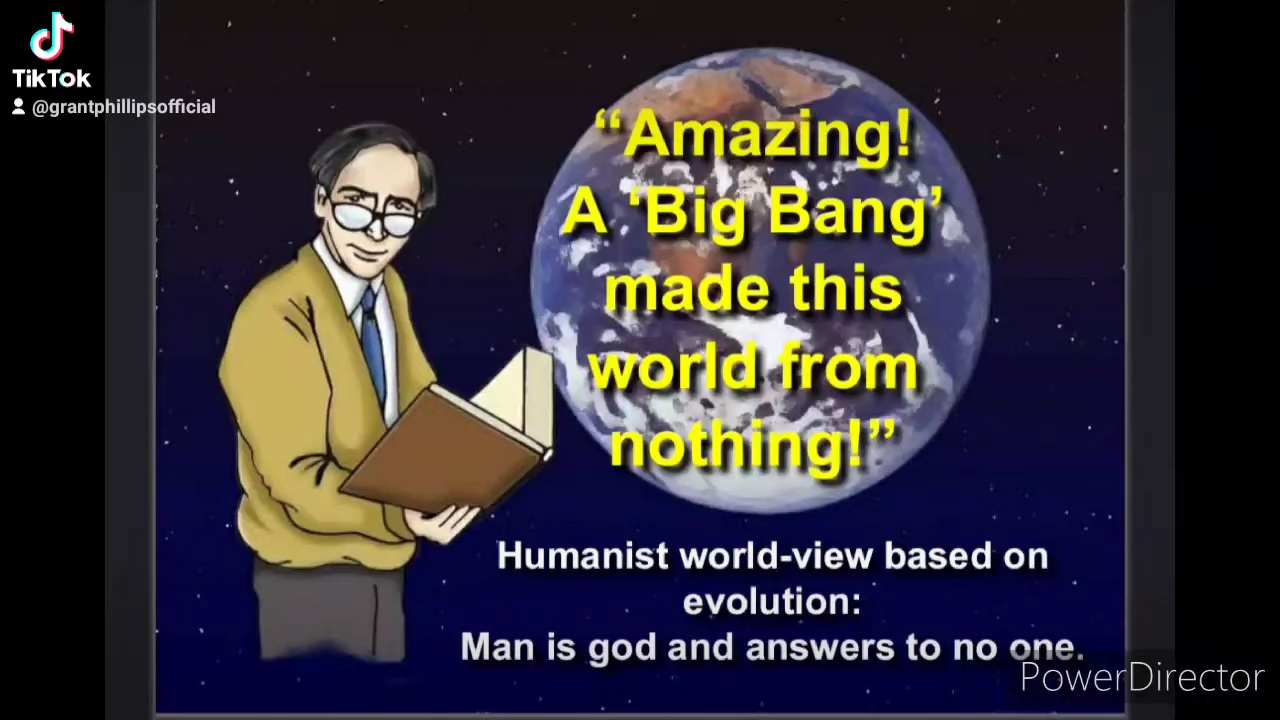 TikTok
@grantphillipsofficial
“Amazing!
A ‘Big Bang’
made this
world from
nothing!”
Humanist world-view based on
evolution:
Man is god and answers to no one.
PowerDirector